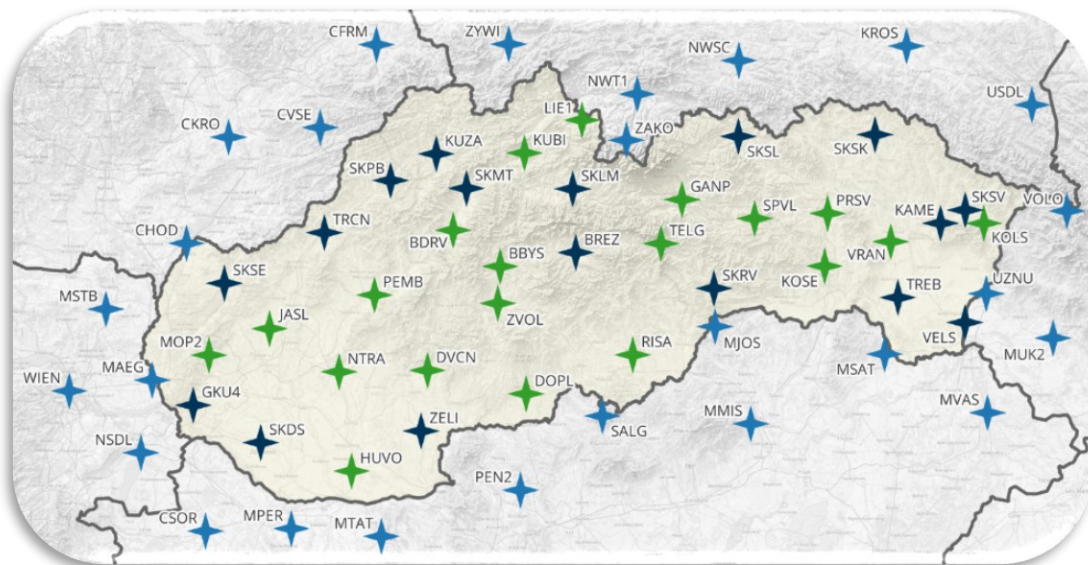 CFRM
ZYWI
NWSC
KROS
NWT1
USDL
LIE1
CVSE
CKRO
ZAKO
KUZA
KUBI
SKSL
SKSK
SKPB
SKMT
SKLM
GANP
PRSV
SKSV
VOLO
KAME
SPVL
TRCN
CHOD
BDRV
TELG
KOLS
BREZ
BBYS
VRAN
SKSE
PEMB
SKRV
KOSE
UZNU
TREB
MSTB
JASL
ZVOL
VELS
MOP2
RISA
MJOS
MUK2
MAEG
NTRA
DVCN
MSAT
WIEN
GKU4
DOPL
ZELI
MMIS
MVAS
SALG
NSDL
SKDS
HUVO
PEN2
CSOR
MPER
MTAT